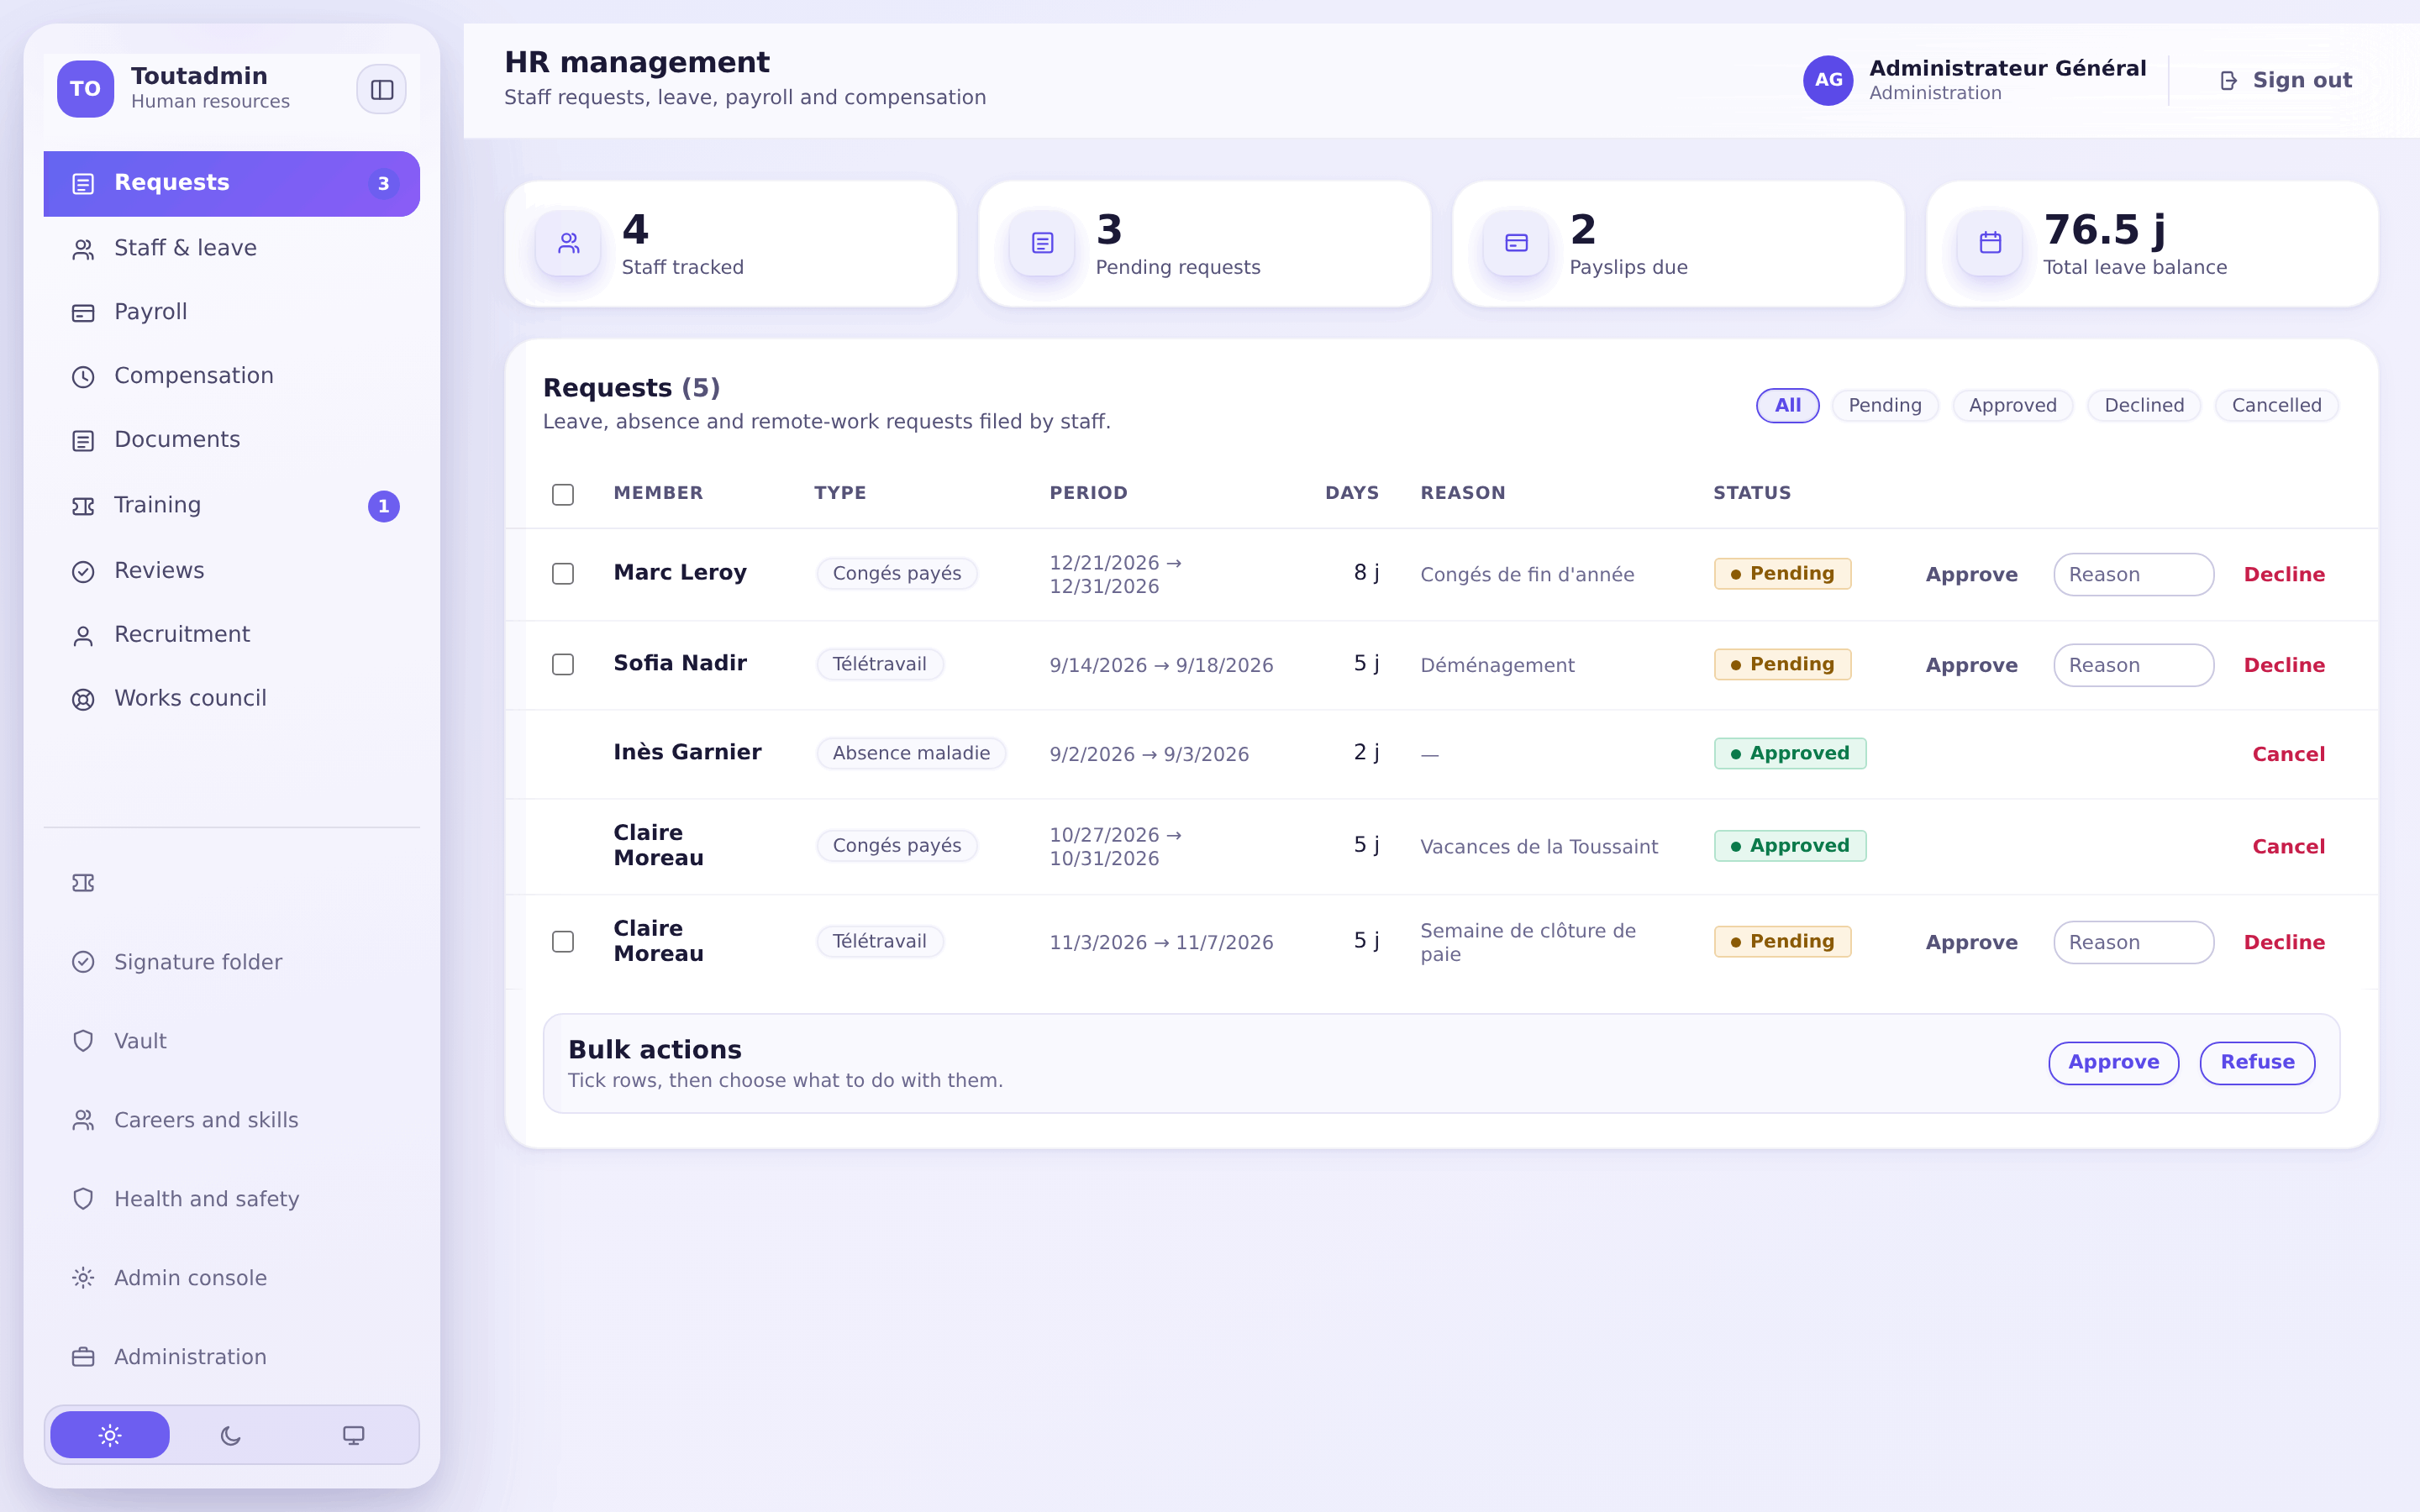 TO
Toutadmin
Human resources
Requests 3
Staff & leave
Payroll
Compensation
Documents
Training 1
Reviews
Recruitment
Works council
Signature folder
Vault
Careers and skills
Health and safety
Admin console
Administration
HR management
Staff requests, leave, payroll and compensation
AG
Administrateur Général
Administration
Sign out
4
Staff tracked
3
Pending requests
2
Payslips due
76.5 j
Total leave balance
Requests (5)
Leave, absence and remote-work requests filed by staff.
All Pending Approved Declined Cancelled
MEMBER TYPE PERIOD DAYS REASON STATUS
Marc Leroy Congés payés 12/21/2026 →
12/31/2026 8 j Congés de fin d'année Pending Approve Reason Decline
Sofia Nadir Télétravail 9/14/2026 → 9/18/2026 5 j Déménagement Pending Approve Reason Decline
Inès Garnier Absence maladie 9/2/2026 → 9/3/2026 2 j — Approved Cancel
Claire
Moreau Congés payés 10/27/2026 →
10/31/2026 5 j Vacances de la Toussaint Approved Cancel
Claire
Moreau Télétravail 11/3/2026 → 11/7/2026 5 j Semaine de clôture de
paie Pending Approve Reason Decline
Bulk actions
Tick rows, then choose what to do with them.
Approve Refuse